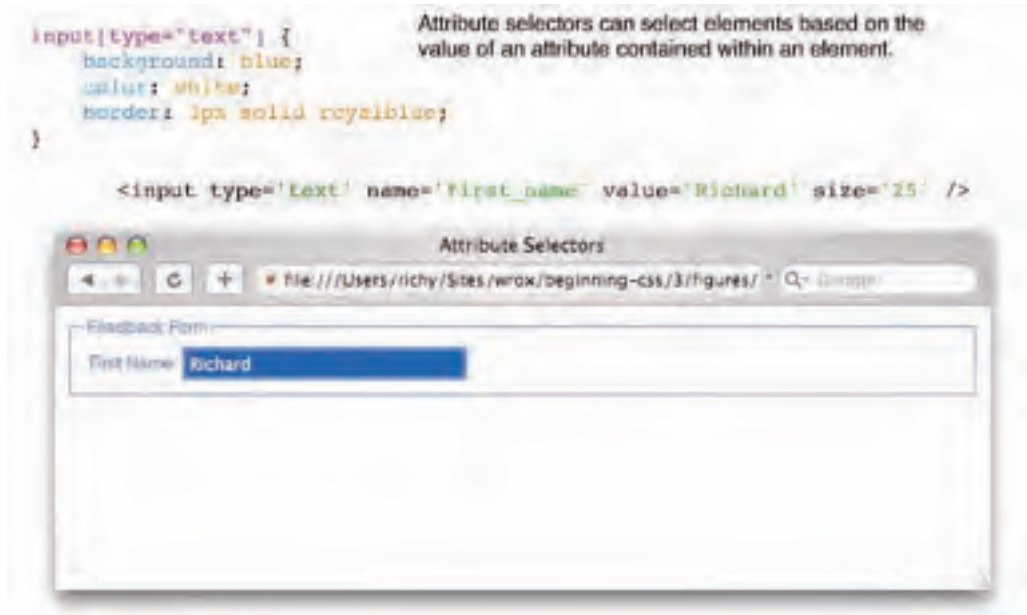 input[type="text"] {
Attribute selectors can select elements based on the
value of an attribute contained within an element.
background: blue;
color: white;
border: 1px solid royalblue;
}
<input type='text' name='first_name' value='Richard' size='25' />
Attribute Selectors
file:///Users/richy/Sites/wrox/beginning-css/3/figures/
Q- Google
Feedback Form
First Name: Richard